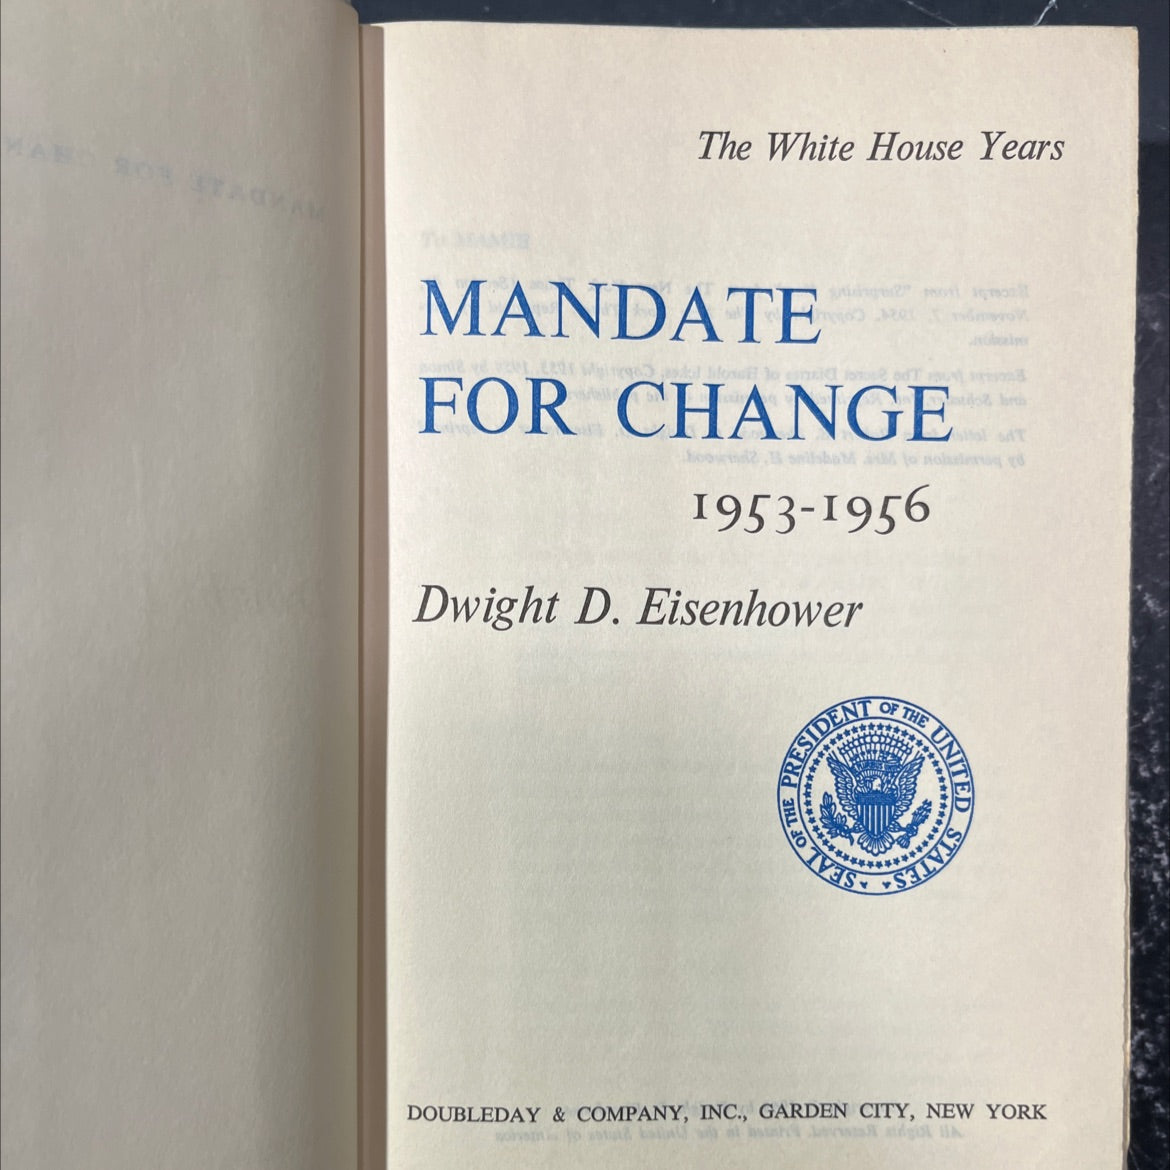 The White House Years
MANDATE
FOR CHANGE
1953-1956
Dwight D. Eisenhower
SEAL OF THE PRESIDENT OF THE UNITED STATES
DOUBLEDAY & COMPANY, INC., GARDEN CITY, NEW YORK